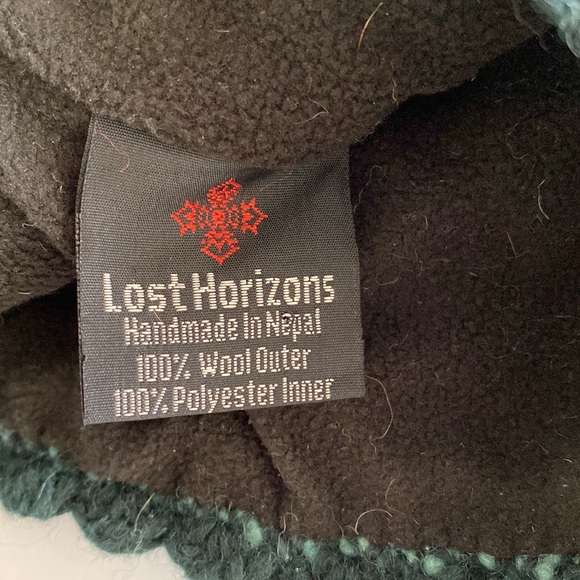 Lost Horizons
Handmade In Nepal
100% Wool Outer
100% Polyester Inner